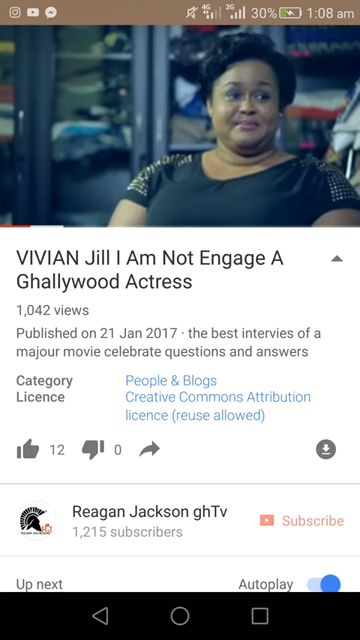 4G
2G
30%
1:08 am
VIVIAN Jill I Am Not Engage A
Ghallywood Actress
1,042 views
Published on 21 Jan 2017 · the best intervies of a
majour movie celebrate questions and answers
Category People & Blogs
Licence Creative Commons Attribution
licence (reuse allowed)
12 0
Reagan Jackson ghTv
1,215 subscribers
Subscribe
Up next Autoplay